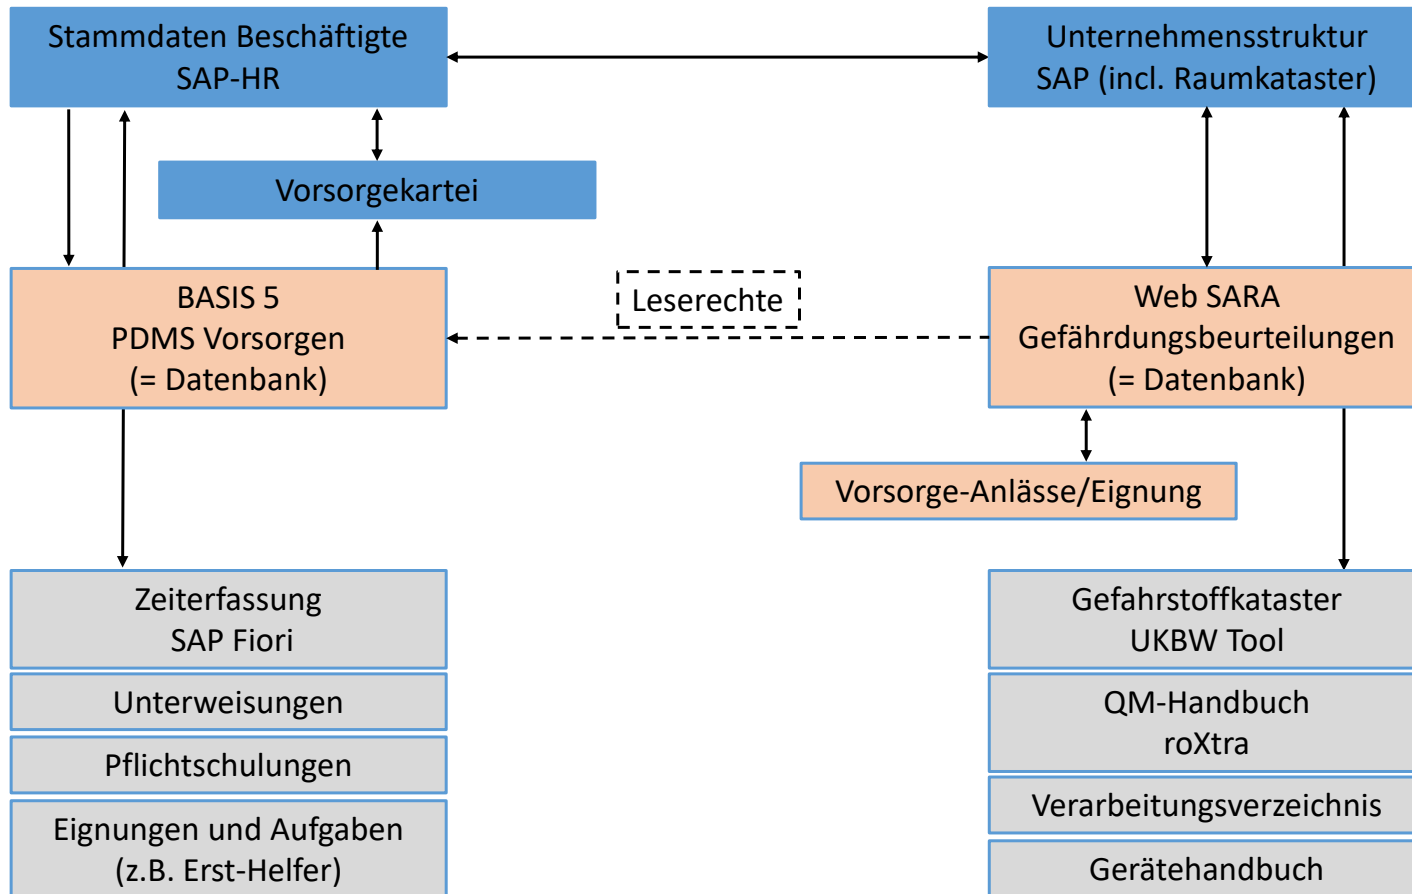 Stammdaten Beschäftigte
SAP-HR
Unternehmensstruktur
SAP (incl. Raumkataster)
Vorsorgekartei
BASIS 5
PDMS Vorsorgen
(= Datenbank)
Leserechte
Web SARA
Gefährdungsbeurteilungen
(= Datenbank)
Vorsorge-Anlässe/Eignung
Zeiterfassung
SAP Fiori
Unterweisungen
Pflichtschulungen
Eignungen und Aufgaben
(z.B. Erst-Helfer)
Gefahrstoffkataster
UKBW Tool
QM-Handbuch
roXtra
Verarbeitungsverzeichnis
Gerätehandbuch